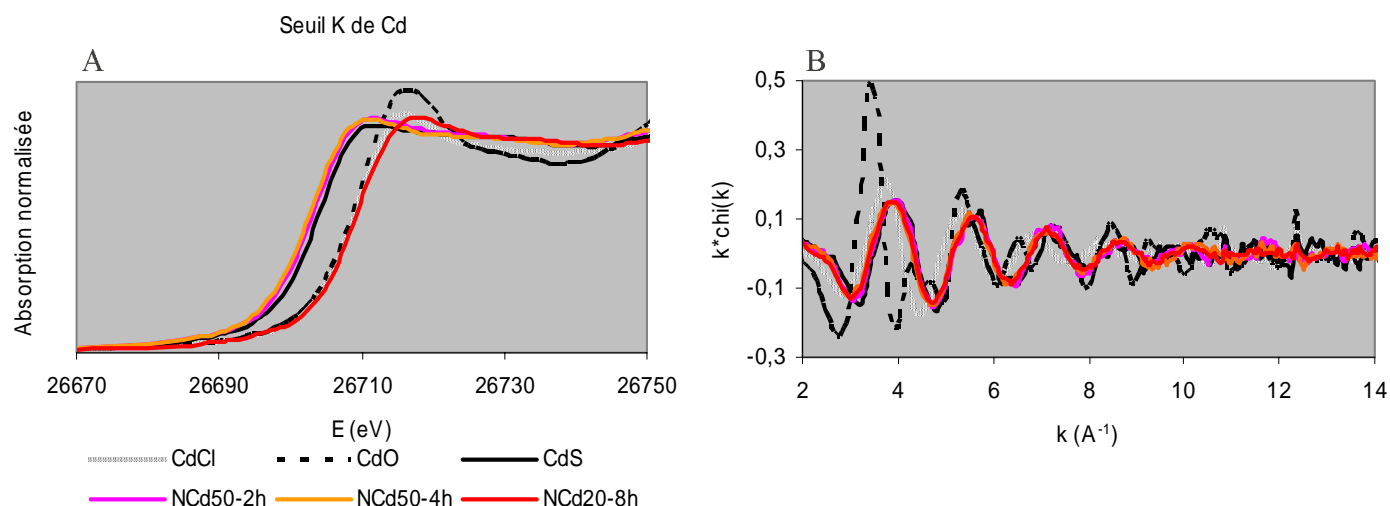 Seuil K de Cd
A
Absorption normalisée
26670 26690 26710 26730 26750
E (eV)
B
0,5
0,3
0,1
-0,1
-0,3
k*chi(k)
2 4 6 8 10 12 14
k (A⁻¹)
CdCl CdO CdS
NCd50-2h NCd50-4h NCd20-8h